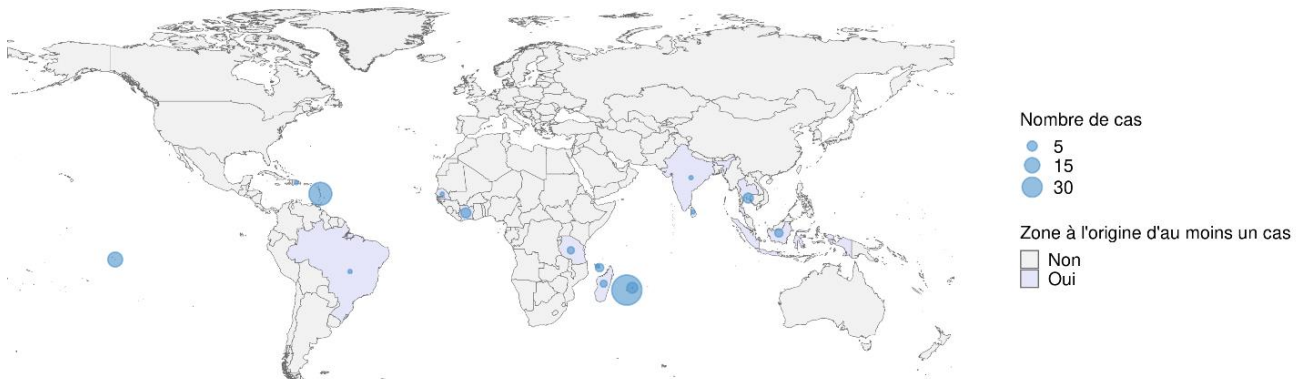 Nombre de cas
5
15
30
Zone à l'origine d'au moins un cas
Non
Oui